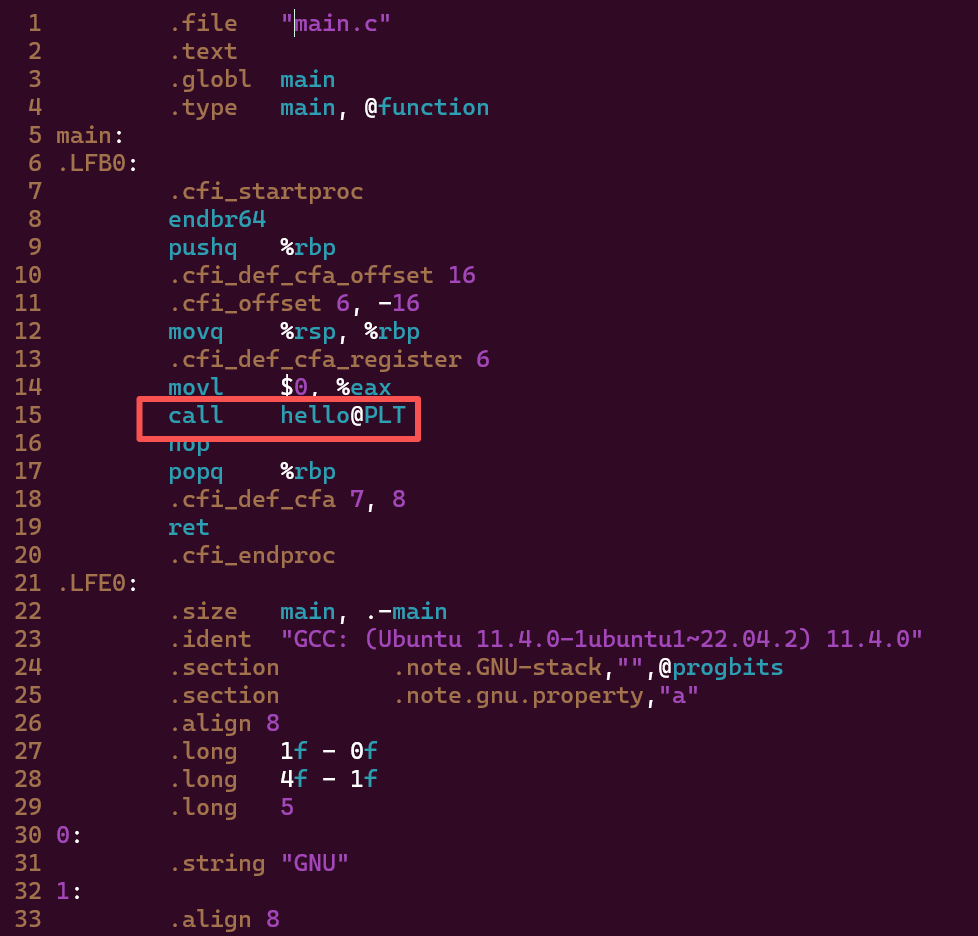 1 .file "main.c"
2 .text
3 .globl main
4 .type main, @function
5 main:
6 .LFB0:
7 .cfi_startproc
8 endbr64
9 pushq %rbp
10 .cfi_def_cfa_offset 16
11 .cfi_offset 6, -16
12 movq %rsp, %rbp
13 .cfi_def_cfa_register 6
14 movl $0, %eax
15 call hello@PLT
16 nop
17 popq %rbp
18 .cfi_def_cfa 7, 8
19 ret
20 .cfi_endproc
21 .LFE0:
22 .size main, .-main
23 .ident "GCC: (Ubuntu 11.4.0-1ubuntu1~22.04.2) 11.4.0"
24 .section .note.GNU-stack,"",@progbits
25 .section .note.gnu.property,"a"
26 .align 8
27 .long 1f - 0f
28 .long 4f - 1f
29 .long 5
30 0:
31 .string "GNU"
32 1:
33 .align 8